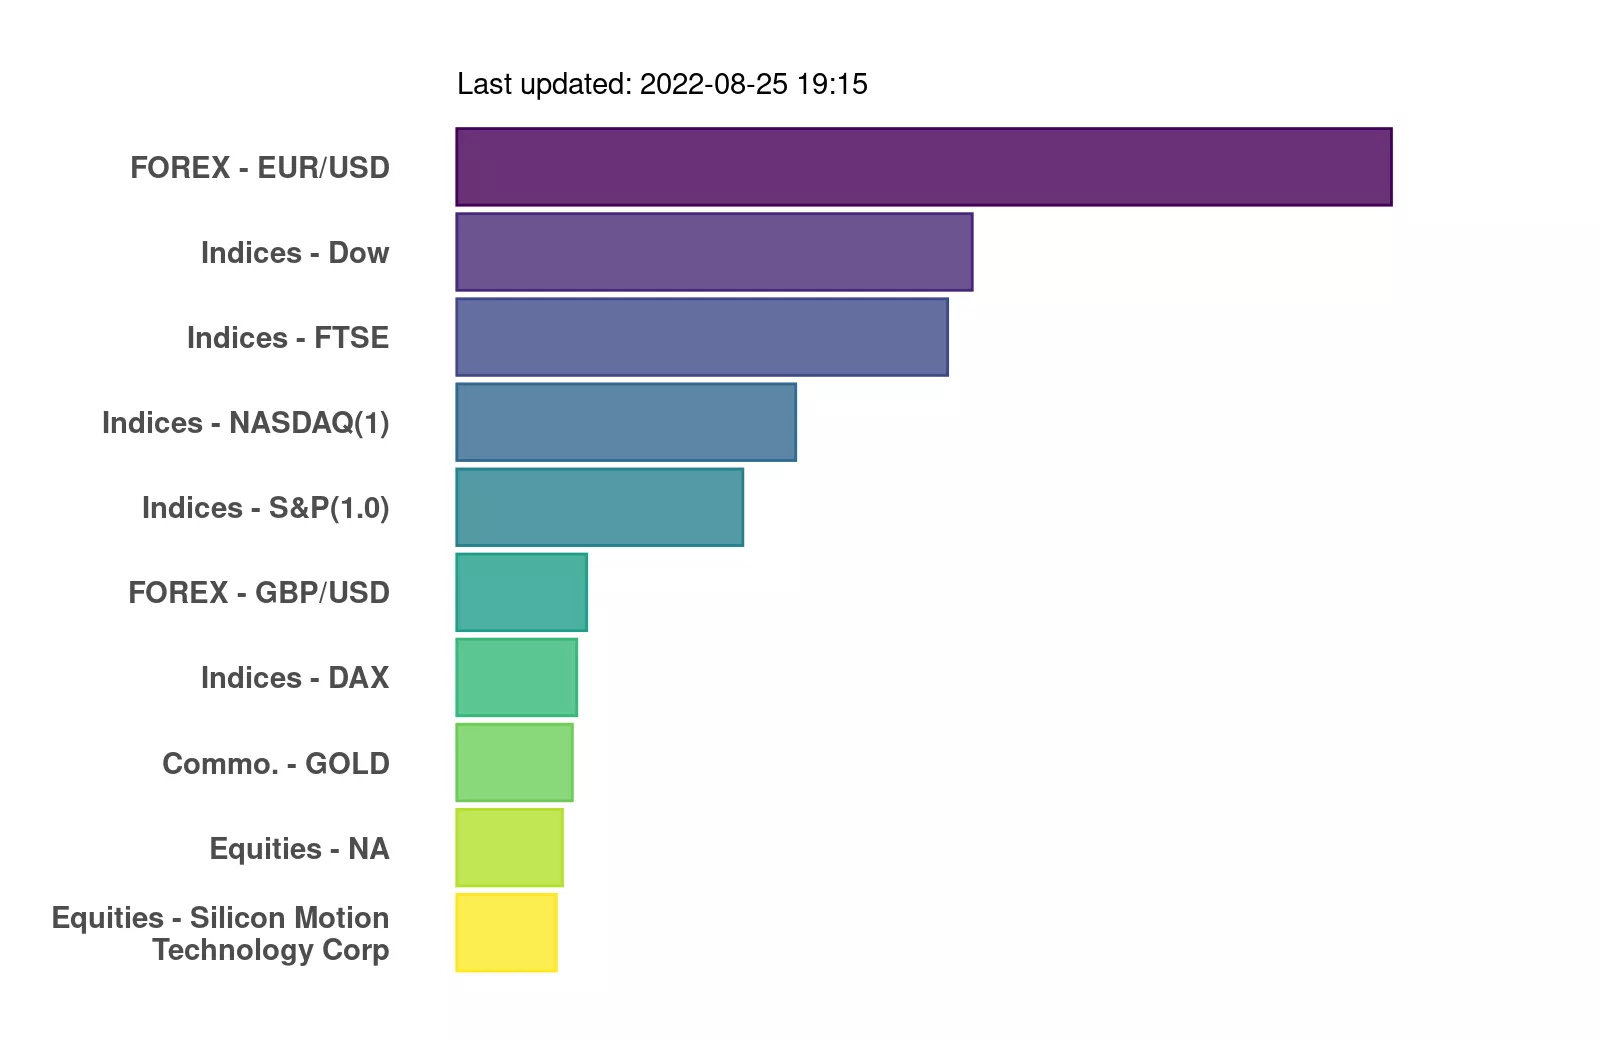 Last updated: 2022-08-25 19:15
FOREX - EUR/USD
Indices - Dow
Indices - FTSE
Indices - NASDAQ(1)
Indices - S&P(1.0)
FOREX - GBP/USD
Indices - DAX
Commo. - GOLD
Equities - NA
Equities - Silicon Motion
Technology Corp